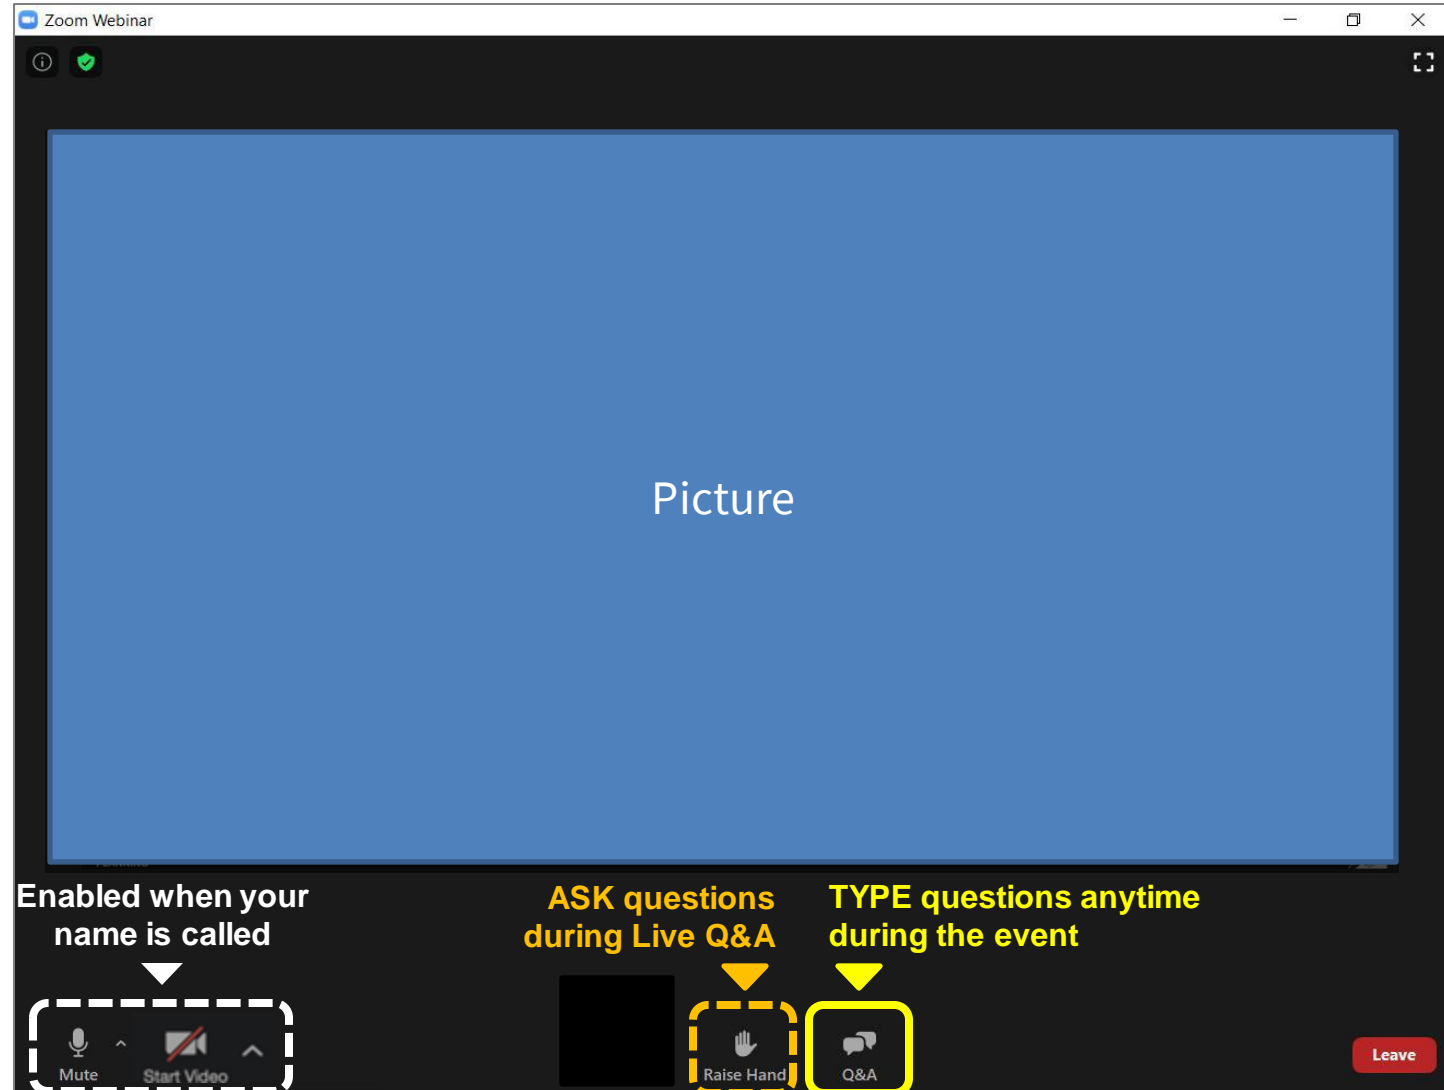 Zoom Webinar
Picture
Enabled when your
name is called
ASK questions
during Live Q&A
TYPE questions anytime
during the event
Mute
Start Video
Raise Hand
Q&A
Leave